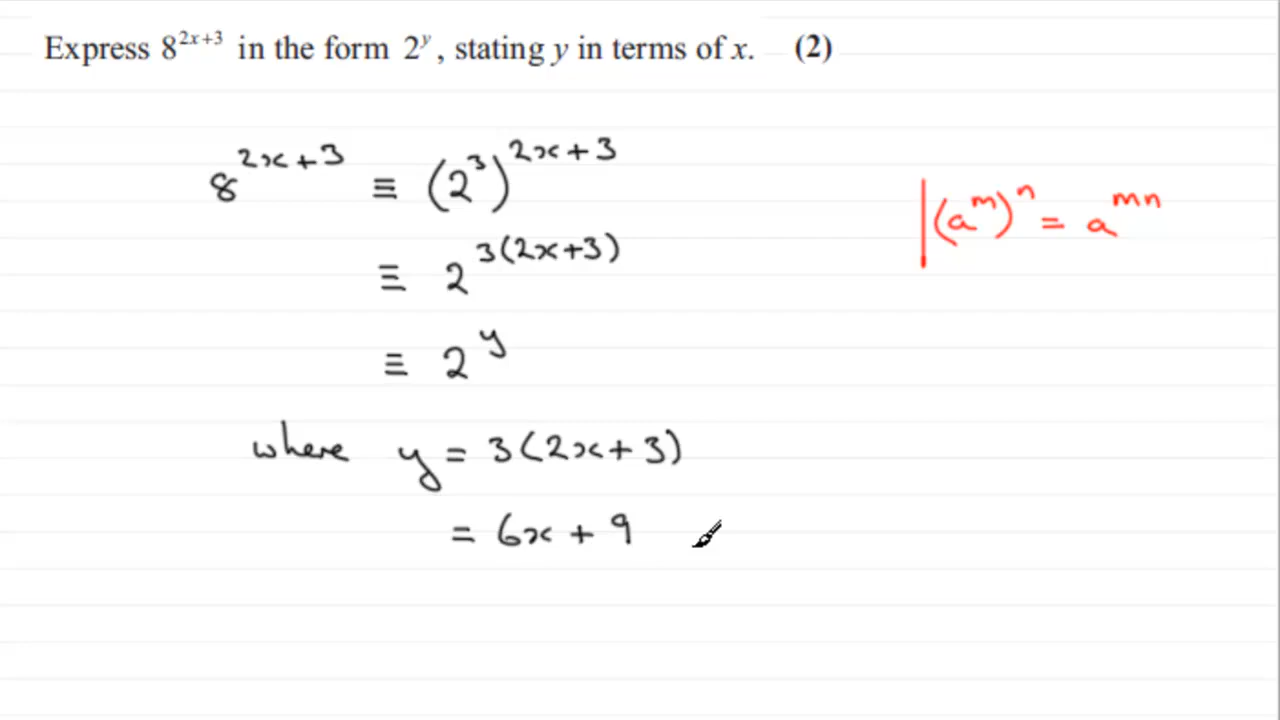 Express 8^{2x+3} in the form 2^y, stating y in terms of x. (2)
8^{2x+3} ≡ (2^3)^{2x+3}
|(a^m)^n = a^{mn}
≡ 2^{3(2x+3)}
≡ 2^y
where y = 3(2x+3)
= 6x + 9